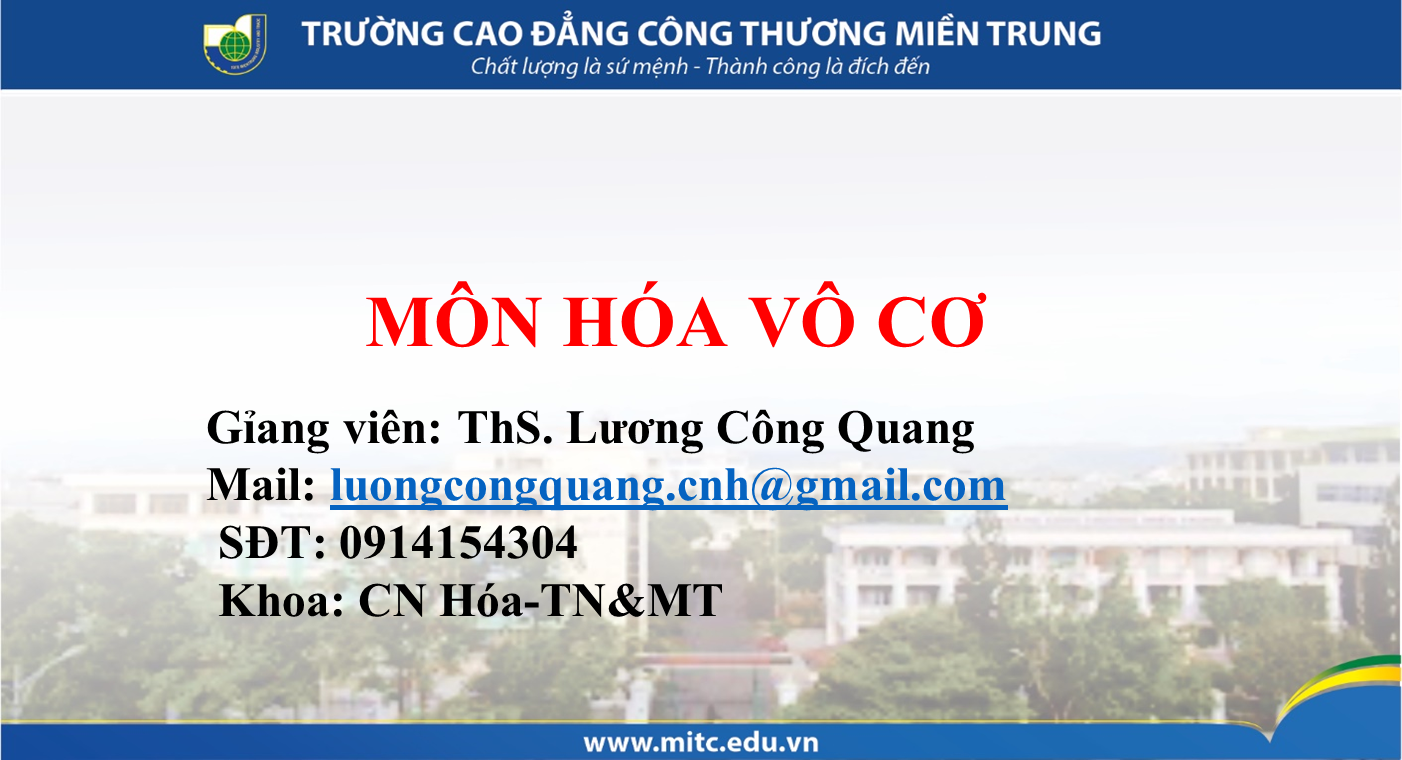 TRƯỜNG CAO ĐẲNG CÔNG THƯƠNG MIỀN TRUNG
Chất lượng là sứ mệnh - Thành công là đích đến
MÔN HÓA VÔ CƠ
Gỉang viên: ThS. Lương Công Quang
Mail: luongcongquang.cnh@gmail.com
SĐT: 0914154304
Khoa: CN Hóa-TN&MT
www.mitc.edu.vn